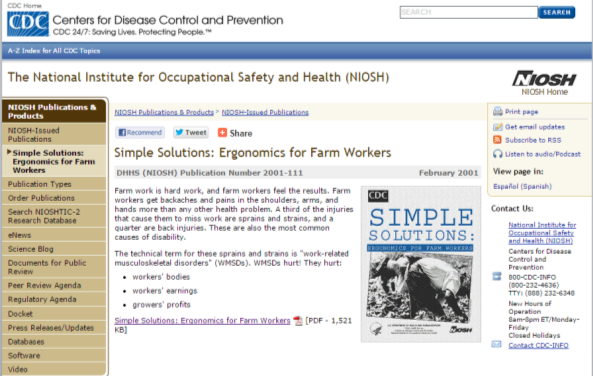 CDC Home
CDC
Centers for Disease Control and Prevention
CDC 24/7: Saving Lives. Protecting People.™
SEARCH
SEARCH
A-Z Index for All CDC Topics
The National Institute for Occupational Safety and Health (NIOSH)
NIOSH
NIOSH Home
NIOSH Publications &
Products
NIOSH-Issued
Publications
Simple Solutions:
Ergonomics for Farm
Workers
Publication Types
Order Publications
Search NIOSHTIC-2
Research Database
eNews
Science Blog
Documents for Public
Review
Peer Review Agenda
Regulatory Agenda
Docket
Press Releases/Updates
Databases
Software
Video
NIOSH Publications & Products > NIOSH-Issued Publications
Recommend
Tweet
Share
Simple Solutions: Ergonomics for Farm Workers
DHHS (NIOSH) Publication Number 2001-111
February 2001
Farm work is hard work, and farm workers feel the results. Farm
workers get backaches and pains in the shoulders, arms, and
hands more than any other health problem. A third of the injuries
that cause them to miss work are sprains and strains, and a
quarter are back injuries. These are also the most common
causes of disability.
The technical term for these sprains and strains is "work-related
musculoskeletal disorders" (WMSDs). WMSDs hurt! They hurt:
• workers' bodies
• workers' earnings
• growers' profits
Simple Solutions: Ergonomics for Farm Workers [PDF - 1,521
KB]
CDC
SIMPLE
SOLUTIONS:
ERGONOMICS FOR FARM WORKERS
NIOSH
Print page
Get email updates
Subscribe to RSS
Listen to audio/Podcast
View page in:
Español (Spanish)
Contact Us:
National Institute for
Occupational Safety
and Health (NIOSH)
Centers for Disease
Control and
Prevention
800-CDC-INFO
(800-232-4636)
TTY: (888) 232-6348
New Hours of
Operation
8am-8pm ET/Monday-
Friday
Closed Holidays
Contact CDC-INFO